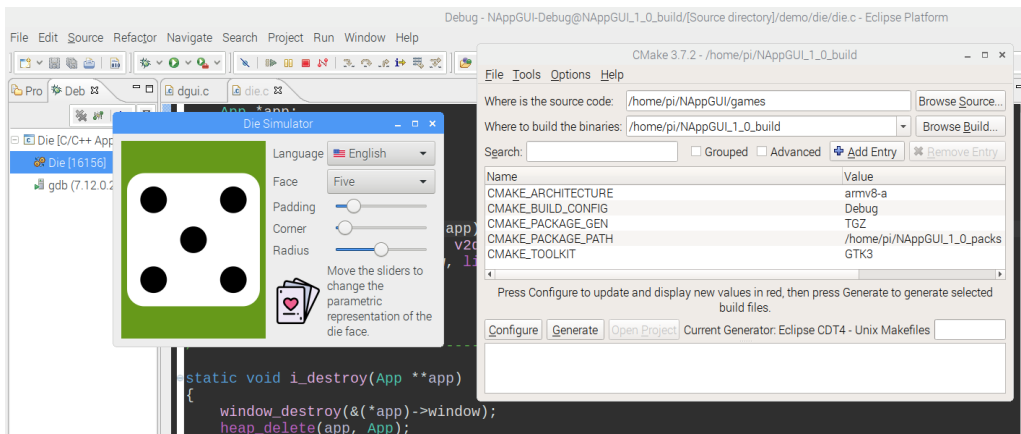 Debug - NAppGUI-Debug@NAppGUI_1_0_build/[Source directory]/demo/die/die.c - Eclipse Platform
File Edit Source Refactor Navigate Search Project Run Window Help
Pro Deb
dgui.c die.c
App *app;
Die [C/C++ App
Die [16156]
gdb (7.12.0.2
Die Simulator
Language English
Face Five
Padding
Corner
Radius
Move the sliders to
change the
parametric
representation of the
die face.
app)
v2d
, li
static void i_destroy(App **app)
{
window_destroy(&(*app)->window);
heap_delete(app, App);
CMake 3.7.2 - /home/pi/NAppGUI_1_0_build
File Tools Options Help
Where is the source code: /home/pi/NAppGUI/games Browse Source...
Where to build the binaries: /home/pi/NAppGUI_1_0_build Browse Build...
Search: Grouped Advanced Add Entry Remove Entry
Name Value
CMAKE_ARCHITECTURE armv8-a
CMAKE_BUILD_CONFIG Debug
CMAKE_PACKAGE_GEN TGZ
CMAKE_PACKAGE_PATH /home/pi/NAppGUI_1_0_packs
CMAKE_TOOLKIT GTK3
Press Configure to update and display new values in red, then press Generate to generate selected
build files.
Configure Generate Open Project Current Generator: Eclipse CDT4 - Unix Makefiles